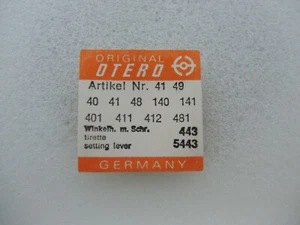 ORIGINAL
OTERO
Artikel Nr. 41 49
40 41 48 140 141
401 411 412 481
Winkelh. m. Schr. 443
tirette
setting lever 5443
GERMANY